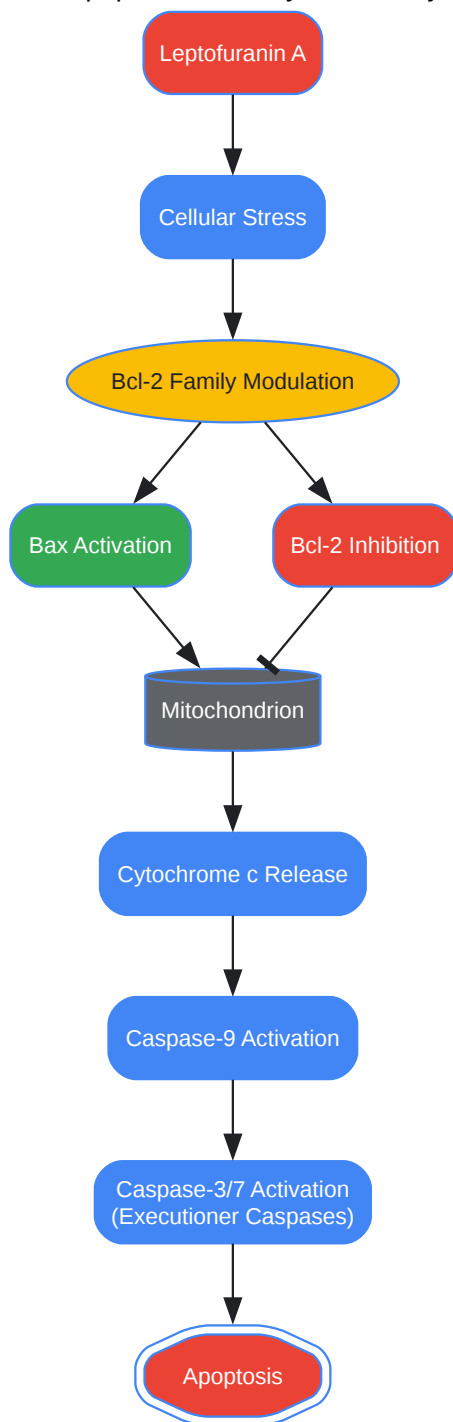 Leptofuranin A
Cellular Stress
Bcl-2 Family Modulation
Bax Activation
Bcl-2 Inhibition
Mitochondrion
Cytochrome c Release
Caspase-9 Activation
Caspase-3/7 Activation
(Executioner Caspases)
Apoptosis